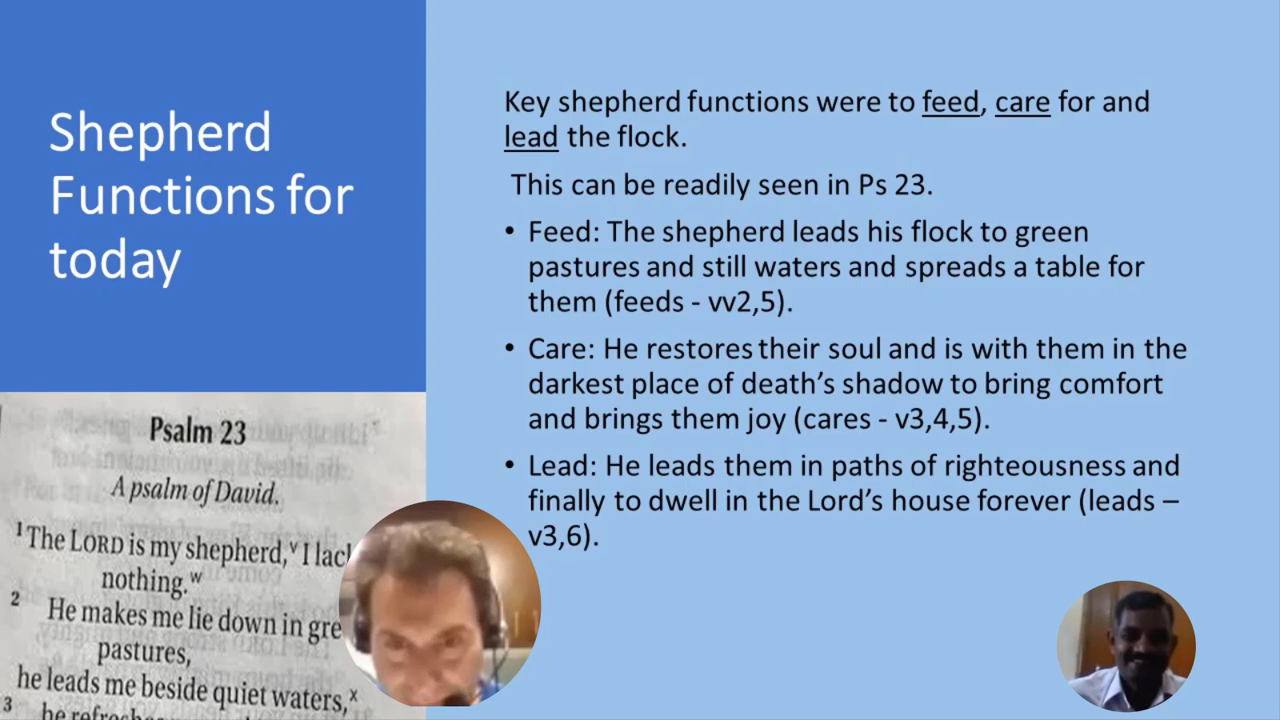 Shepherd
Functions for
today
Key shepherd functions were to feed, care for and
lead the flock.
This can be readily seen in Ps 23.
• Feed: The shepherd leads his flock to green
pastures and still waters and spreads a table for
them (feeds - vv2,5).
• Care: He restores their soul and is with them in the
darkest place of death’s shadow to bring comfort
and brings them joy (cares - v3,4,5).
• Lead: He leads them in paths of righteousness and
finally to dwell in the Lord’s house forever (leads –
v3,6).
Psalm 23
A psalm of David.
1 The LORD is my shepherd,v I
nothing.w
2 He makes me lie down in
pastures,
he leads me beside quiet waters,x
3 he